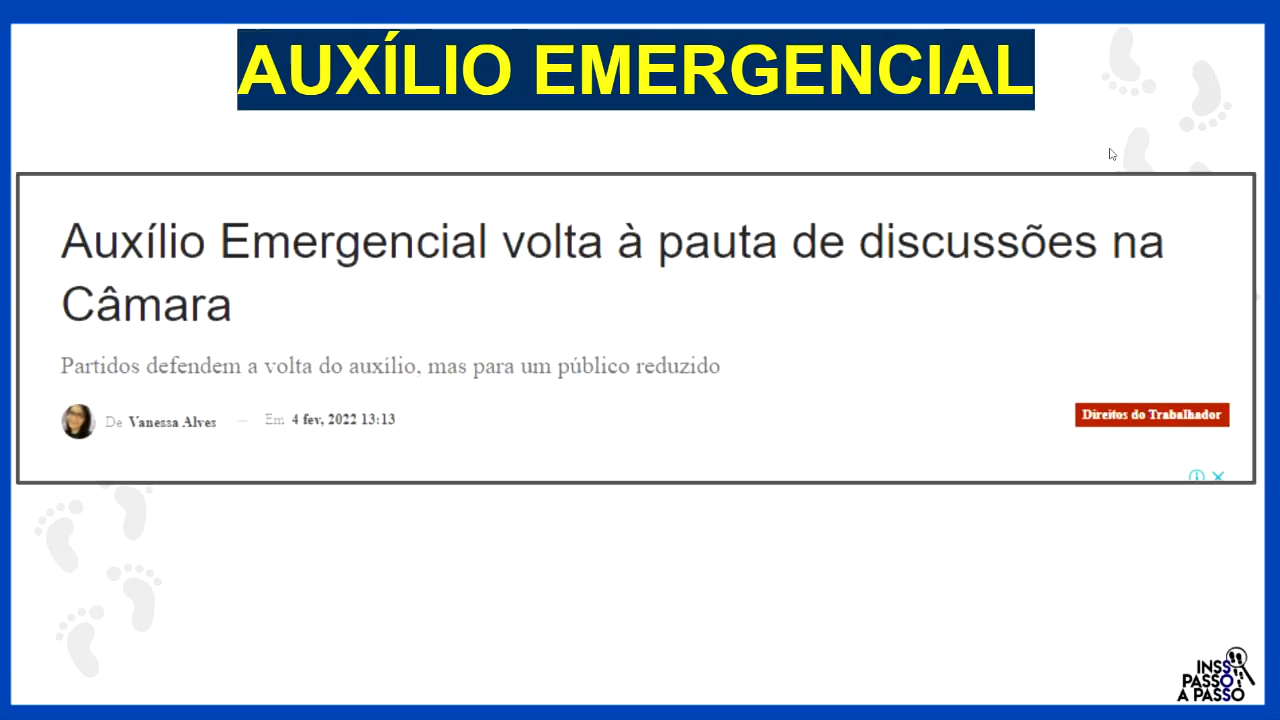 AUXÍLIO EMERGENCIAL
Auxílio Emergencial volta à pauta de discussões na
Câmara
Partidos defendem a volta do auxílio, mas para um público reduzido
De Vanessa Alves — Em 4 fev, 2022 13:13
Direitos do Trabalhador
INSS
PASSO
A PASSO